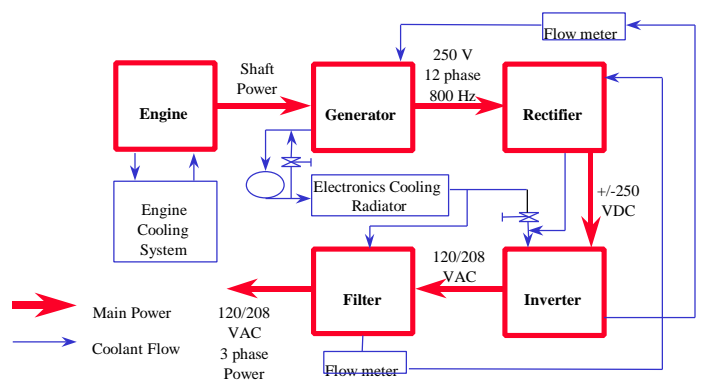 Flow meter
Shaft
Power
250 V
12 phase
800 Hz
Engine
Generator
Rectifier
Engine
Cooling
System
Electronics Cooling
Radiator
+/-250
VDC
120/208
VAC
Filter
Inverter
Main Power
Coolant Flow
120/208
VAC
3 phase
Power
Flow meter